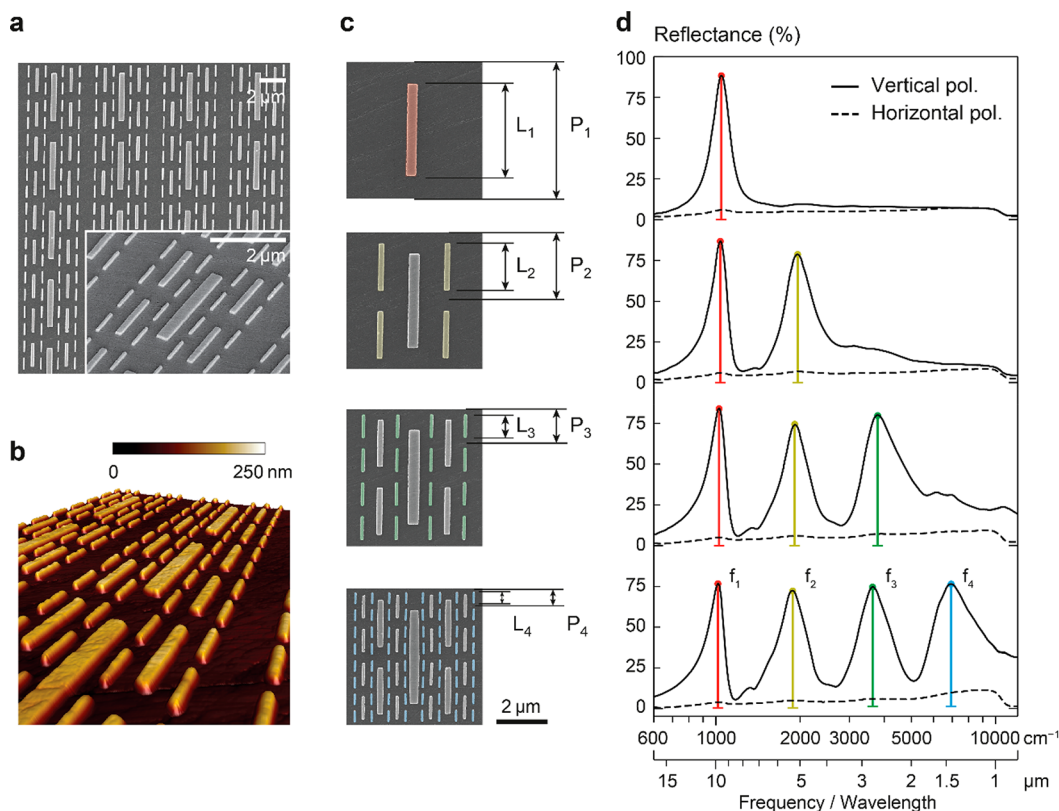 a
2 µm
2 µm
b
0 250 nm
c
L1 P1
L2 P2
L3 P3
L4 P4
2 µm
d
Reflectance (%)
100
75
50
25
0
Vertical pol.
Horizontal pol.
75
50
25
0
75
50
25
0
f1 f2 f3 f4
75
50
25
0
600 1000 2000 3000 5000 10000 cm⁻¹
15 10 5 3 2 1.5 1 µm
Frequency / Wavelength